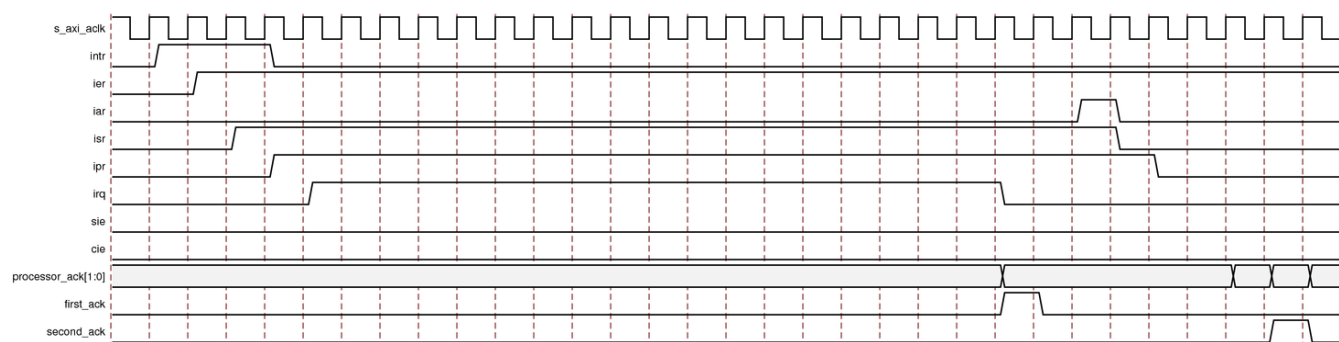 s_axi_aclk
intr
ier
iar
isr
ipr
irq
sie
cie
processor_ack[1:0]
first_ack
second_ack